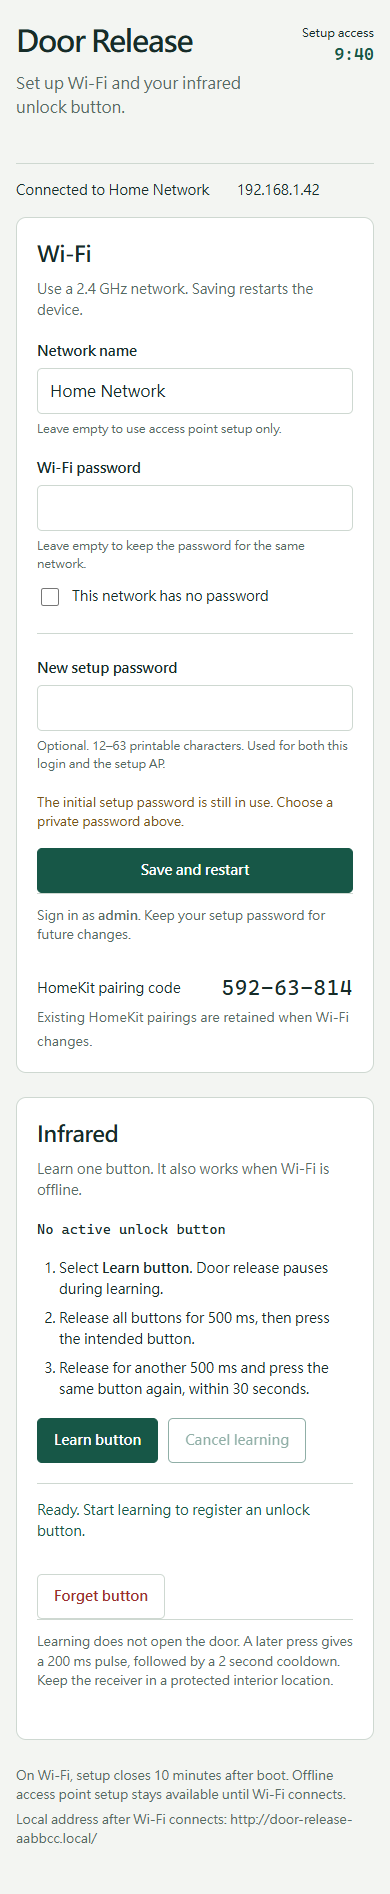 Door Release
Setup access
9:40
Set up Wi-Fi and your infrared
unlock button.
Connected to Home Network 192.168.1.42
Wi-Fi
Use a 2.4 GHz network. Saving restarts the
device.
Network name
Home Network
Leave empty to use access point setup only.
Wi-Fi password
Leave empty to keep the password for the same
network.
This network has no password
New setup password
Optional. 12–63 printable characters. Used for both this
login and the setup AP.
The initial setup password is still in use. Choose a
private password above.
Save and restart
Sign in as admin. Keep your setup password for
future changes.
HomeKit pairing code 592-63-814
Existing HomeKit pairings are retained when Wi-Fi
changes.
Infrared
Learn one button. It also works when Wi-Fi is
offline.
No active unlock button
1. Select Learn button. Door release pauses
during learning.
2. Release all buttons for 500 ms, then press
the intended button.
3. Release for another 500 ms and press the
same button again, within 30 seconds.
Learn button Cancel learning
Ready. Start learning to register an unlock
button.
Forget button
Learning does not open the door. A later press gives
a 200 ms pulse, followed by a 2 second cooldown.
Keep the receiver in a protected interior location.
On Wi-Fi, setup closes 10 minutes after boot. Offline
access point setup stays available until Wi-Fi connects.
Local address after Wi-Fi connects: http://door-release-
aabbcc.local/